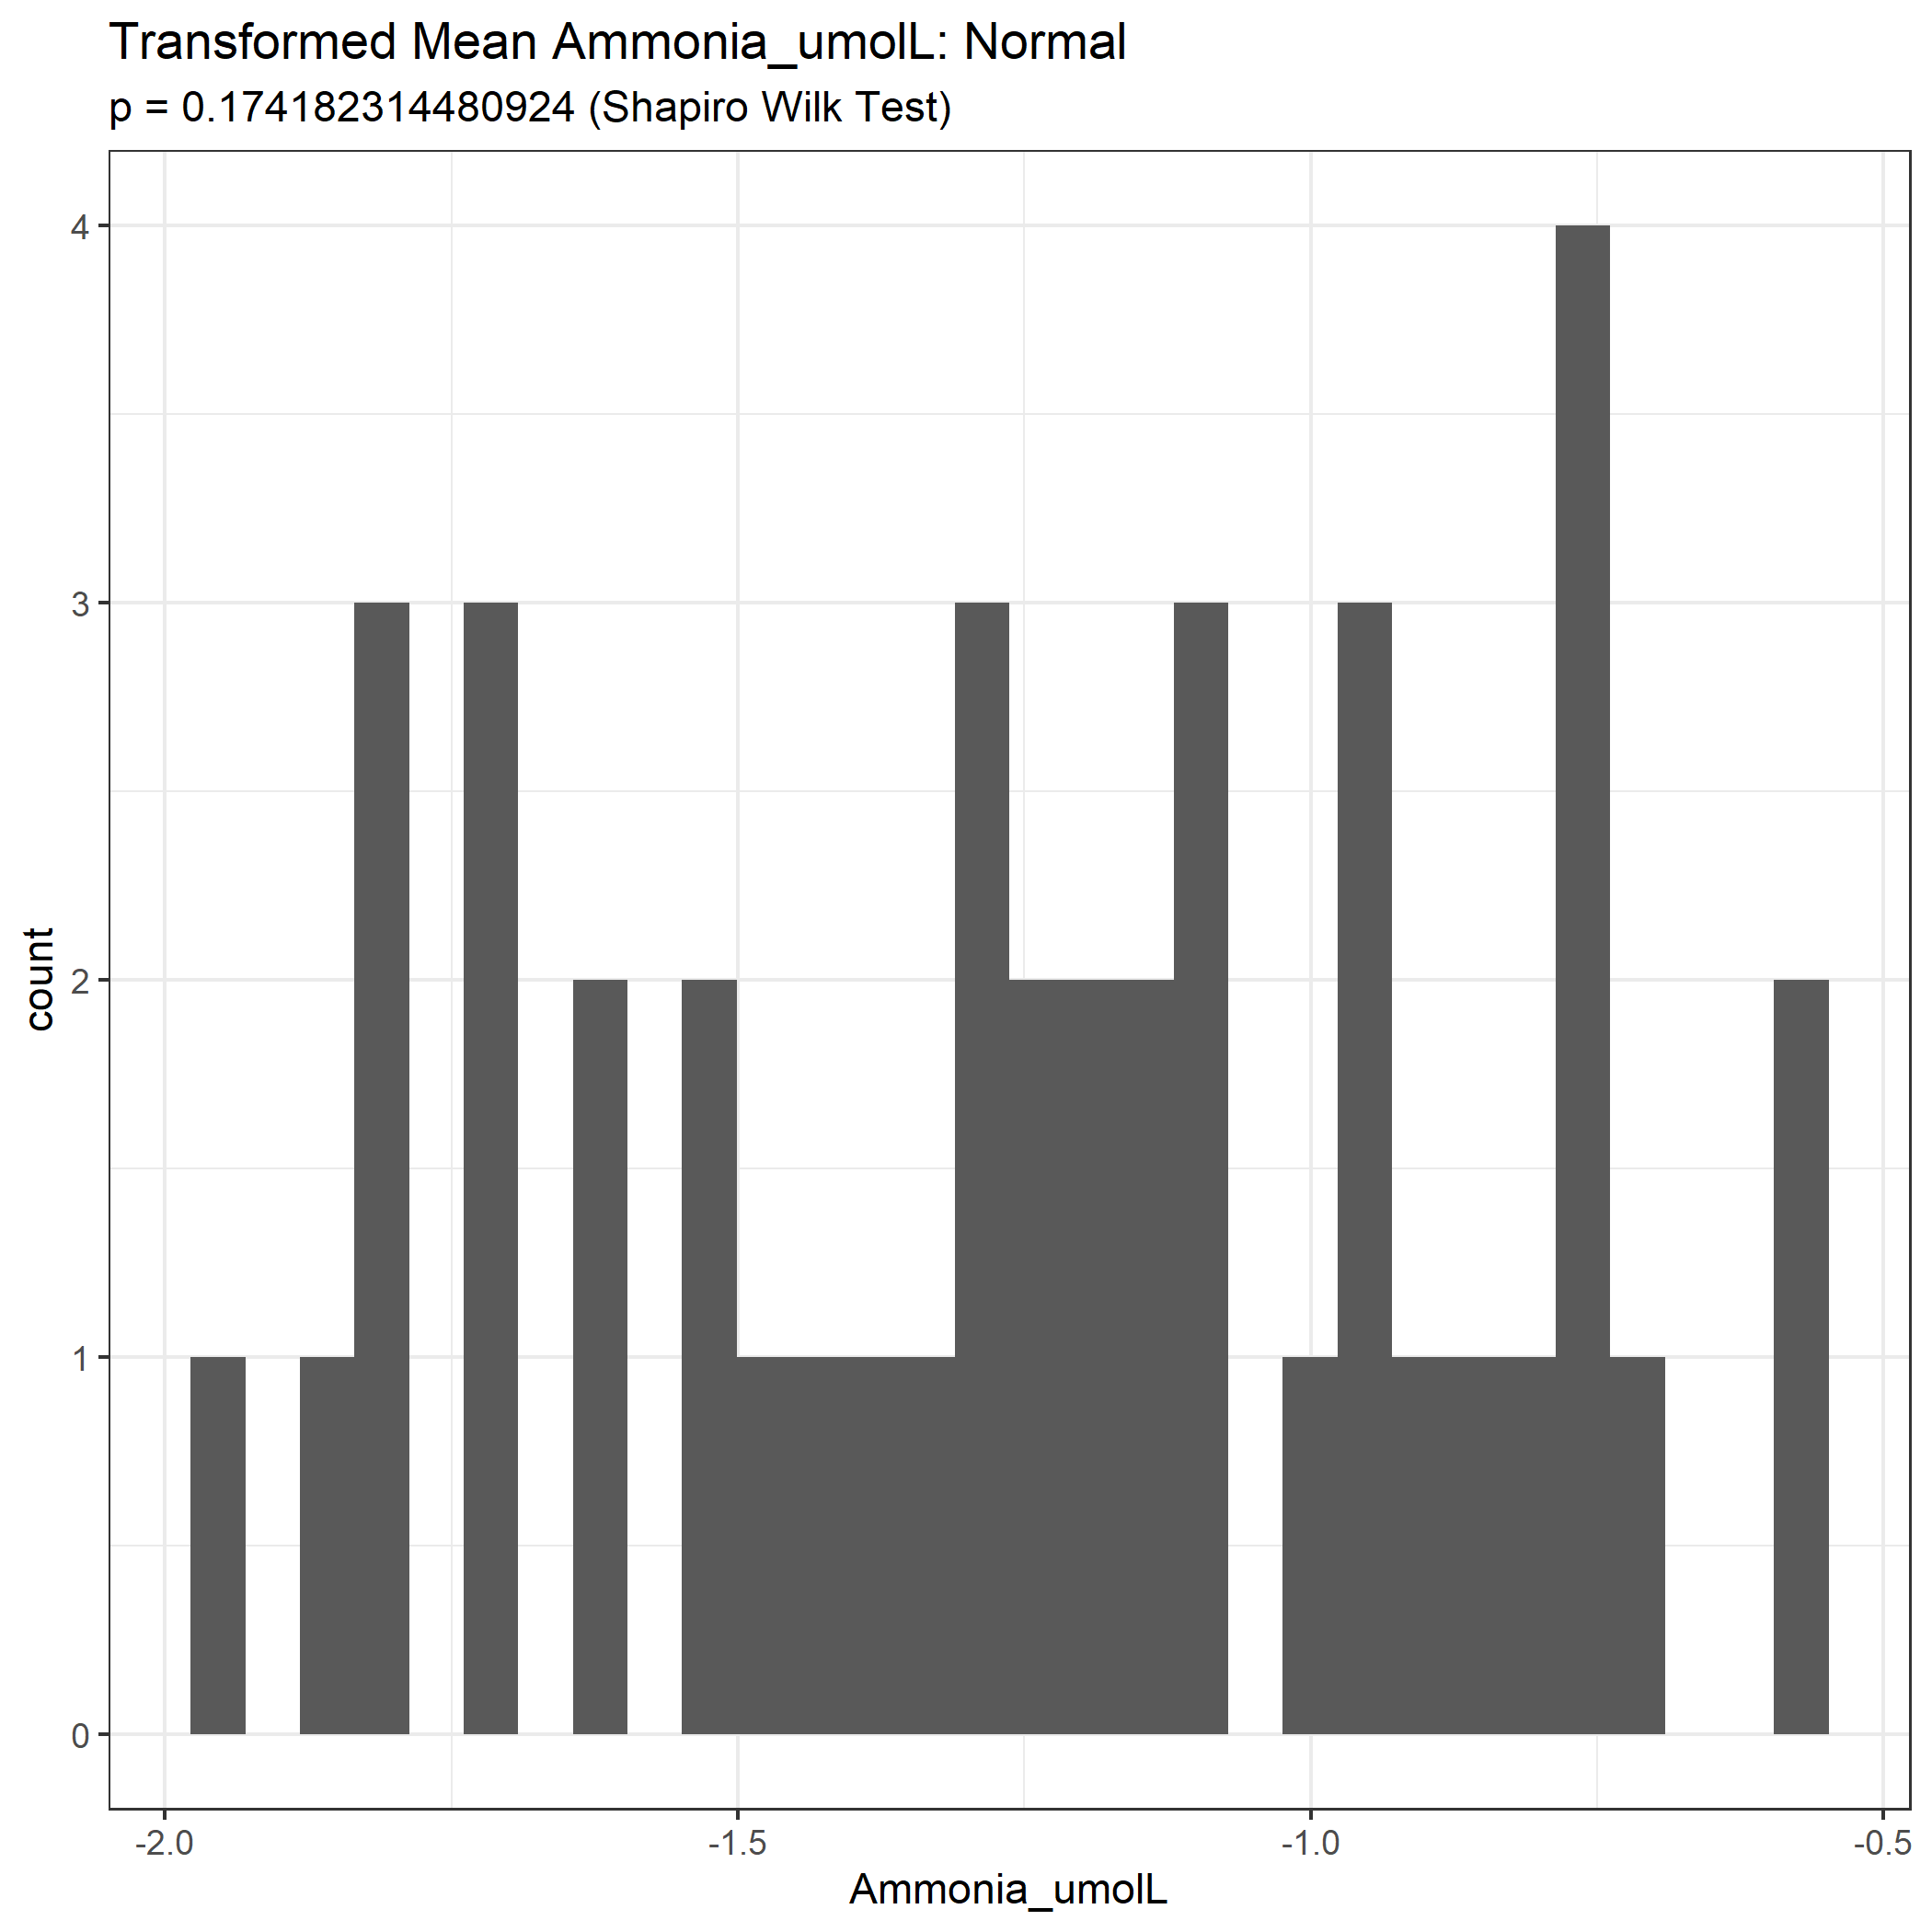 Transformed Mean Ammonia_umolL: Normal
p = 0.174182314480924 (Shapiro Wilk Test)
4
3
2
1
0
count
-2.0 -1.5 -1.0 -0.5
Ammonia_umolL